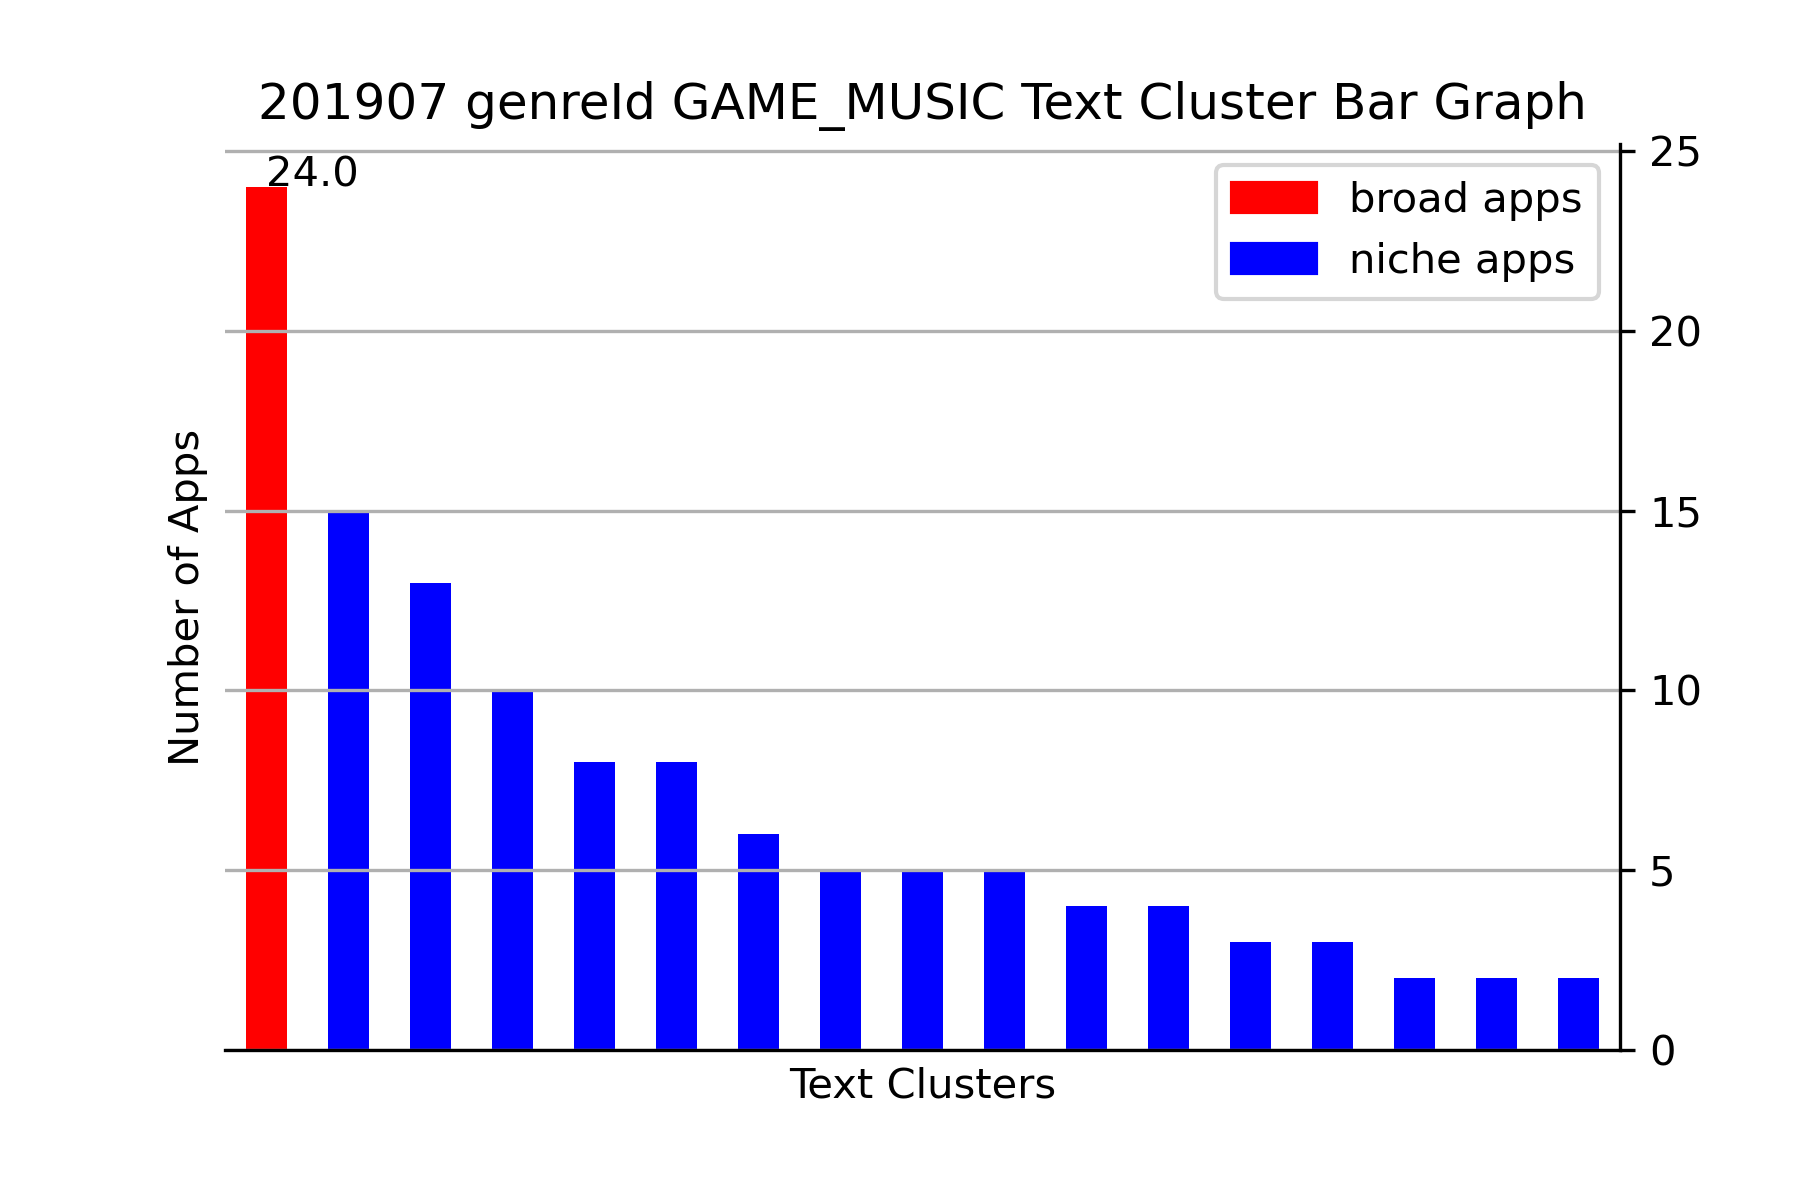 201907 genreId GAME_MUSIC Text Cluster Bar Graph
24.0
broad apps
niche apps
25
20
15
10
5
0
Number of Apps
Text Clusters